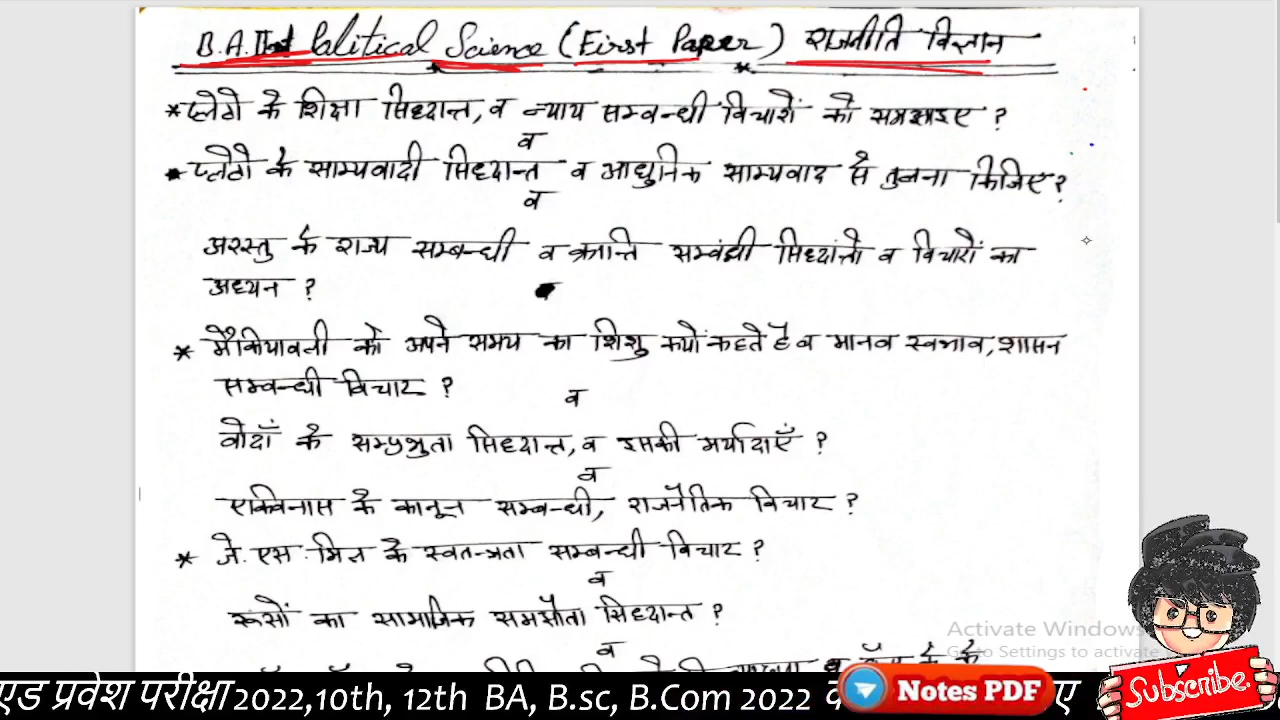 B.A. IInd Political Science (First Paper) राजनीति विज्ञान
* प्लेटो के शिक्षा सिध्दान्त, व न्याय सम्बन्धी विचारों को समझाइए ?
व
* प्लेटो के साम्यवादी सिध्दान्त व आधुनिक साम्यवाद से तुलना किजिए?
व
अरस्तु के राज्य सम्बन्धी व क्रान्ति सम्बंधी सिध्दांतो व विचारों का
अध्यन ?
* मैकियावली को अपने समय का शिशु क्यों कहते है व मानव स्वभाव, शासन
सम्बन्धी विचार ?
व
बोदाँ के सम्प्रभुता सिध्दान्त, व इसकी मर्यादाएँ ?
व
एक्विनास के कानून सम्बन्धी, राजनैतिक विचार ?
* जे. एस. मिल के स्वतन्त्रता सम्बन्धी विचार ?
व
रूसों का सामाजिक समझौता सिध्दान्त ?
व
Activate Windows
Go to Settings to activate
एड प्रवेश परीक्षा 2022,10th, 12th BA, B.sc, B.Com 2022
Notes PDF
Subscribe